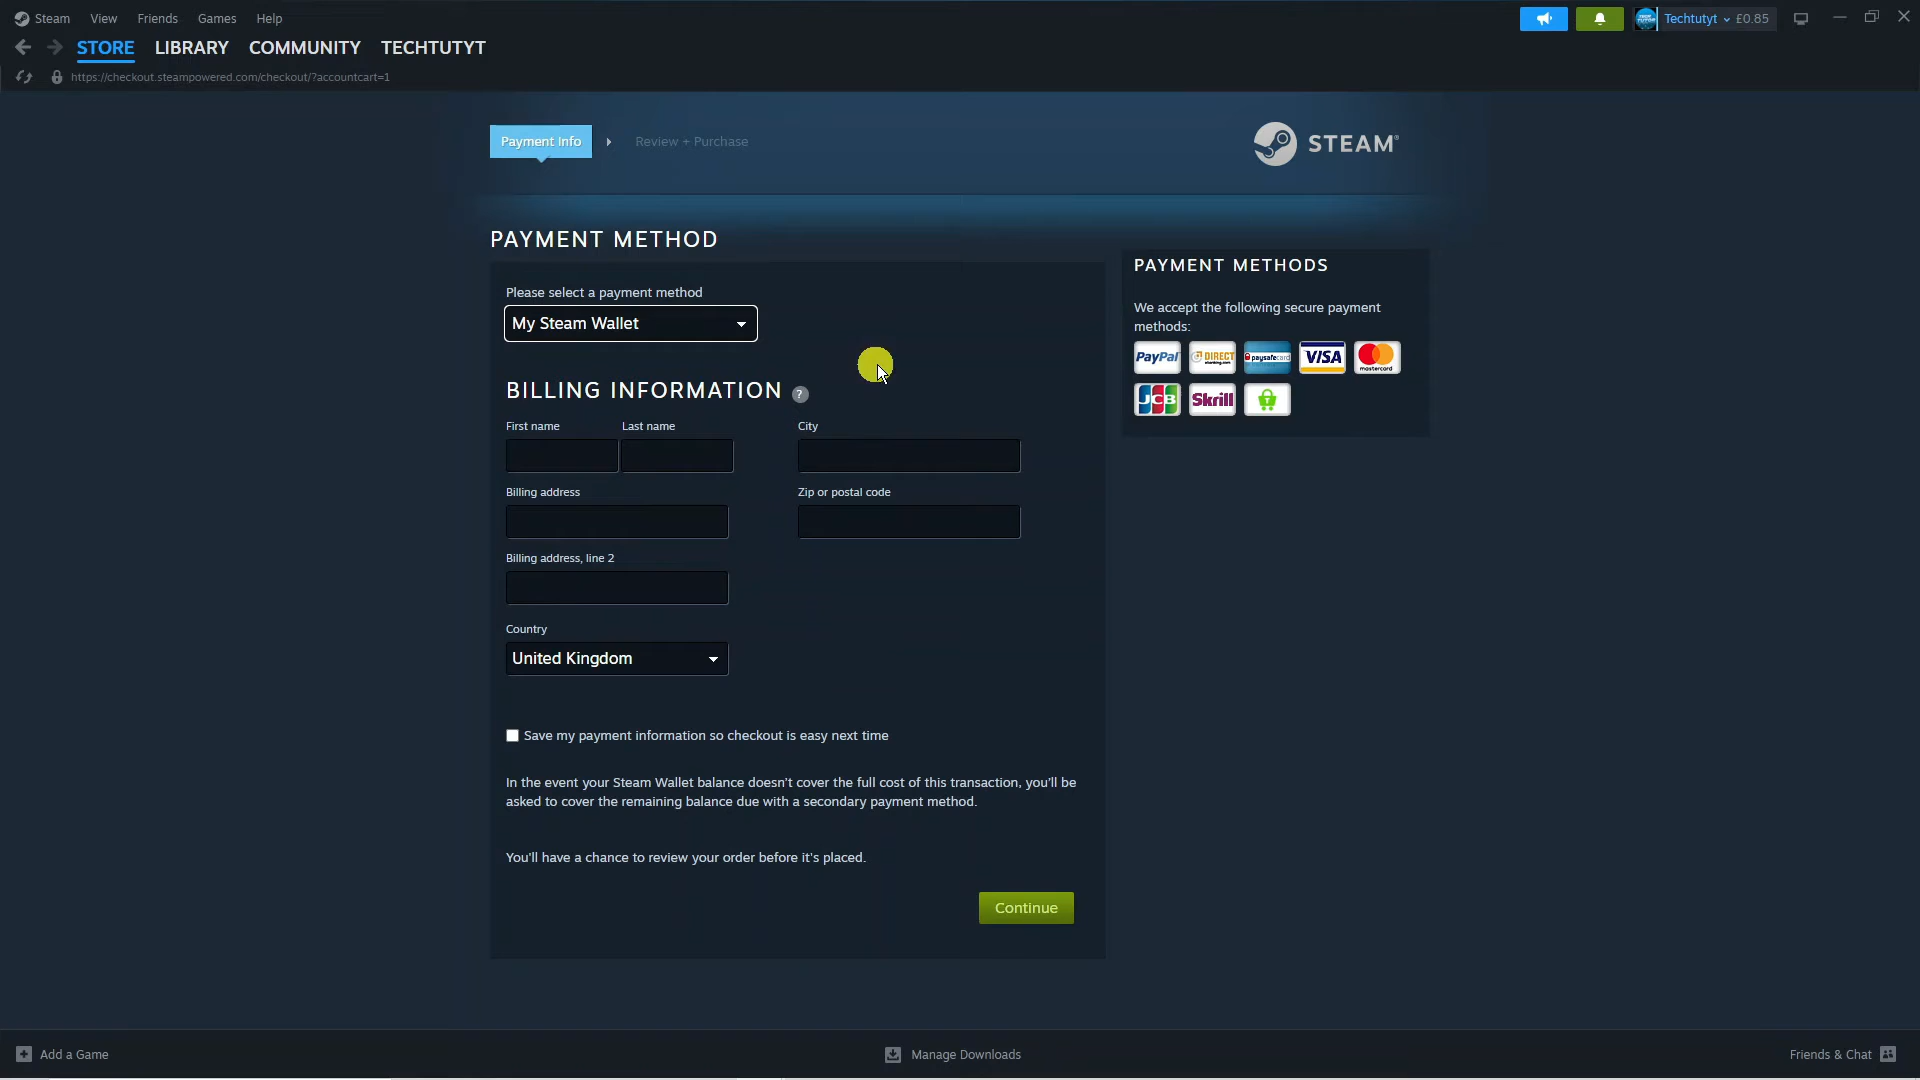 Steam View Friends Games Help
Techtutyt £0.85
STORE LIBRARY COMMUNITY TECHTUTYT
https://checkout.steampowered.com/checkout/?accountcart=1
Payment Info Review + Purchase
STEAM®
PAYMENT METHOD
Please select a payment method
My Steam Wallet
BILLING INFORMATION ?
First name Last name City
Billing address Zip or postal code
Billing address, line 2
Country
United Kingdom
Save my payment information so checkout is easy next time
In the event your Steam Wallet balance doesn't cover the full cost of this transaction, you'll be
asked to cover the remaining balance due with a secondary payment method.
You'll have a chance to review your order before it's placed.
Continue
PAYMENT METHODS
We accept the following secure payment
methods:
PayPal DIRECT paysafecard VISA mastercard
JCB Skrill T
Add a Game Manage Downloads Friends & Chat